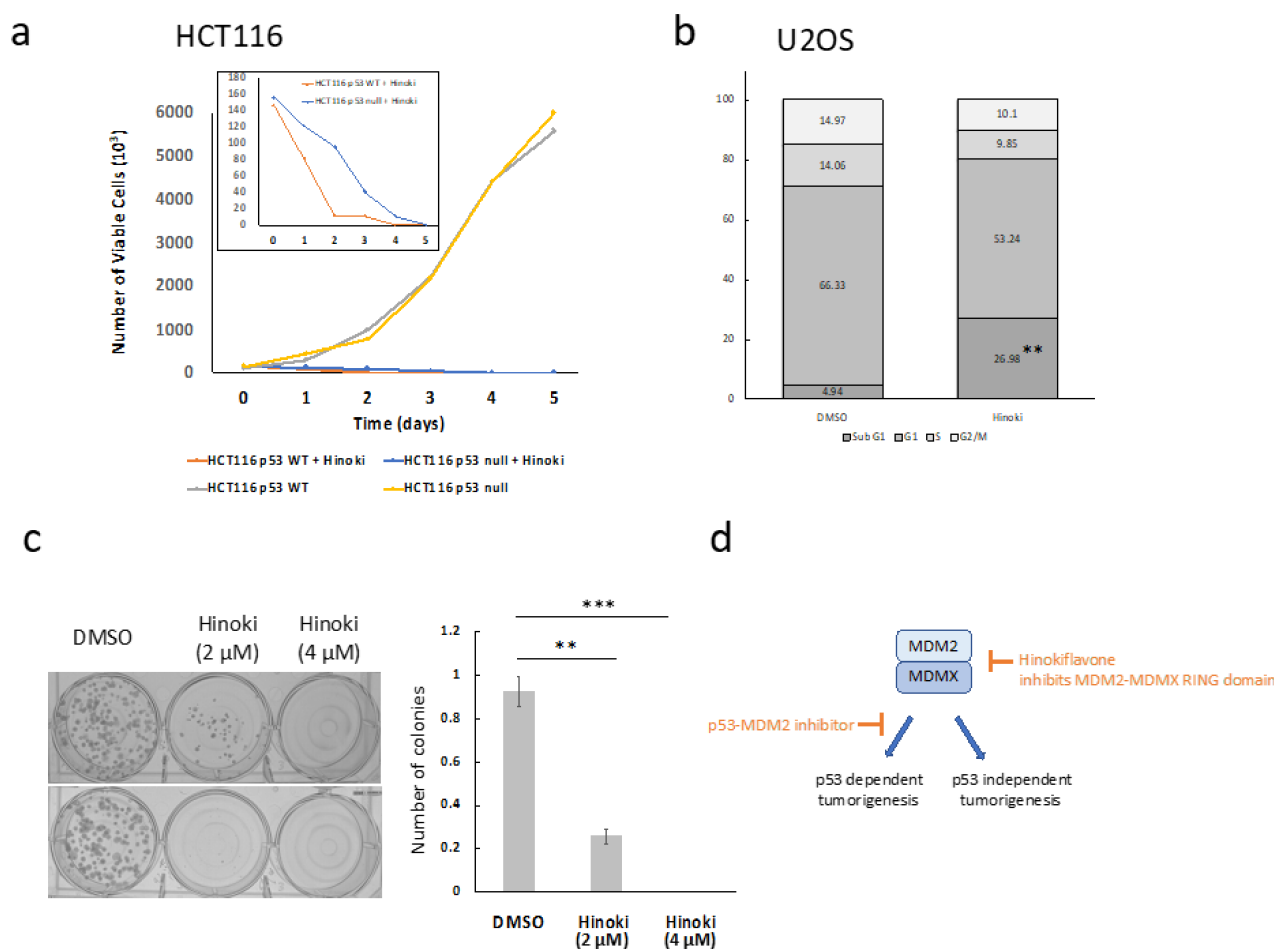 a
HCT116
Number of Viable Cells (10³)
6000
5000
4000
3000
2000
1000
0
0 1 2 3 4 5
Time (days)
180
160
140
120
100
80
60
40
20
0
0 1 2 3 4 5
HCT116 p53 WT + Hinoki
HCT116 p53 null + Hinoki
HCT116 p53 WT + Hinoki
HCT116 p53 null + Hinoki
HCT116 p53 WT
HCT116 p53 null
b
U2OS
100
80
60
40
20
0
14.97
14.06
66.33
4.94
10.1
9.85
53.24
26.98 **
DMSO
Hinoki
Sub G1 G1 S G2/M
c
DMSO
Hinoki
(2 µM)
Hinoki
(4 µM)
Number of colonies
1.2
1
0.8
0.6
0.4
0.2
0
***
**
DMSO
Hinoki
(2 µM)
Hinoki
(4 µM)
d
MDM2
MDMX
Hinokiflavone
inhibits MDM2-MDMX RING domain
p53-MDM2 inhibitor
p53 dependent
tumorigenesis
p53 independent
tumorigenesis